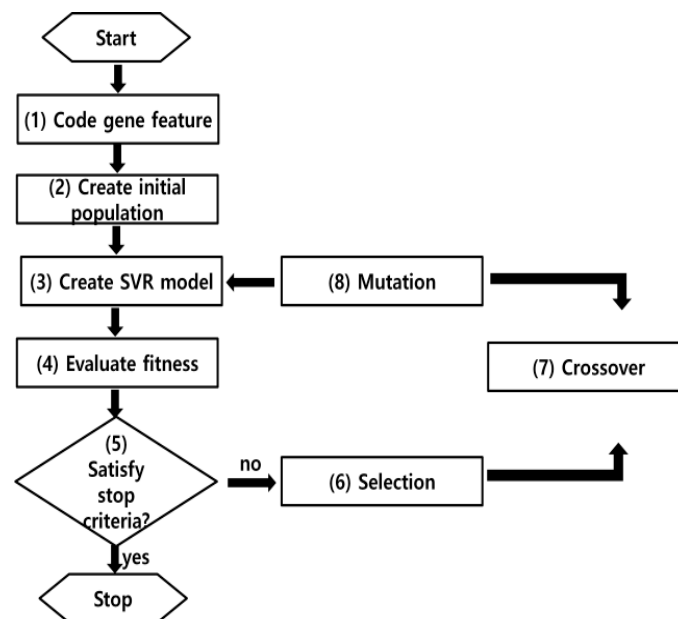 Start
(1) Code gene feature
(2) Create initial
population
(3) Create SVR model
(8) Mutation
(4) Evaluate fitness
(7) Crossover
(5)
Satisfy
stop
criteria?
no
(6) Selection
yes
Stop